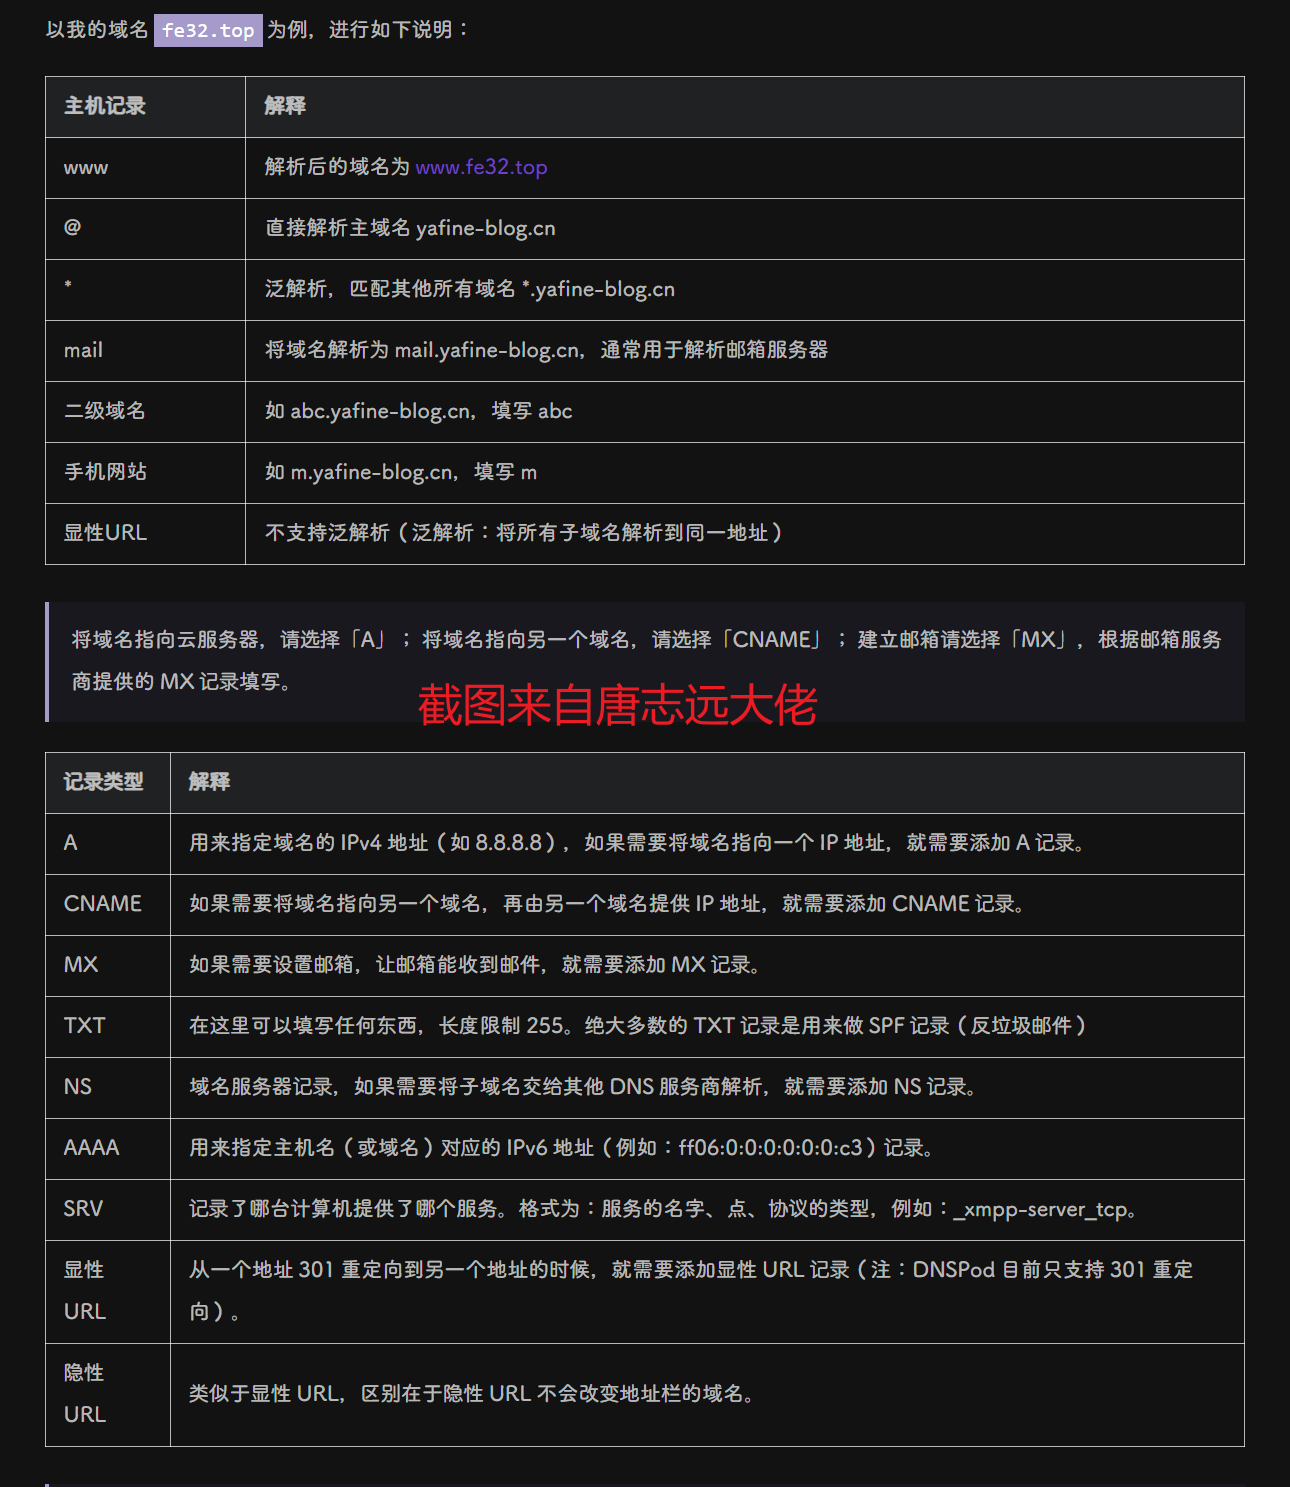 以我的域名 fe32.top 为例，进行如下说明：
主机记录 解释
www 解析后的域名为 www.fe32.top
@ 直接解析主域名 yafine-blog.cn
* 泛解析，匹配其他所有域名 *.yafine-blog.cn
mail 将域名解析为 mail.yafine-blog.cn，通常用于解析邮箱服务器
二级域名 如 abc.yafine-blog.cn，填写 abc
手机网站 如 m.yafine-blog.cn，填写 m
显性URL 不支持泛解析（泛解析：将所有子域名解析到同一地址）
将域名指向云服务器，请选择「A」；将域名指向另一个域名，请选择「CNAME」；建立邮箱请选择「MX」，根据邮箱服务
商提供的 MX 记录填写。
截图来自唐志远大佬
记录类型 解释
A 用来指定域名的 IPv4 地址（如 8.8.8.8），如果需要将域名指向一个 IP 地址，就需要添加 A 记录。
CNAME 如果需要将域名指向另一个域名，再由另一个域名提供 IP 地址，就需要添加 CNAME 记录。
MX 如果需要设置邮箱，让邮箱能收到邮件，就需要添加 MX 记录。
TXT 在这里可以填写任何东西，长度限制 255。绝大多数的 TXT 记录是用来做 SPF 记录（反垃圾邮件）
NS 域名服务器记录，如果需要将子域名交给其他 DNS 服务商解析，就需要添加 NS 记录。
AAAA 用来指定主机名（或域名）对应的 IPv6 地址（例如：ff06:0:0:0:0:0:0:c3）记录。
SRV 记录了哪台计算机提供了哪个服务。格式为：服务的名字、点、协议的类型，例如：_xmpp-server_tcp。
显性 从一个地址 301 重定向到另一个地址的时候，就需要添加显性 URL 记录（注：DNSPod 目前只支持 301 重定
URL 向）。
隐性
URL 类似于显性 URL，区别在于隐性 URL 不会改变地址栏的域名。